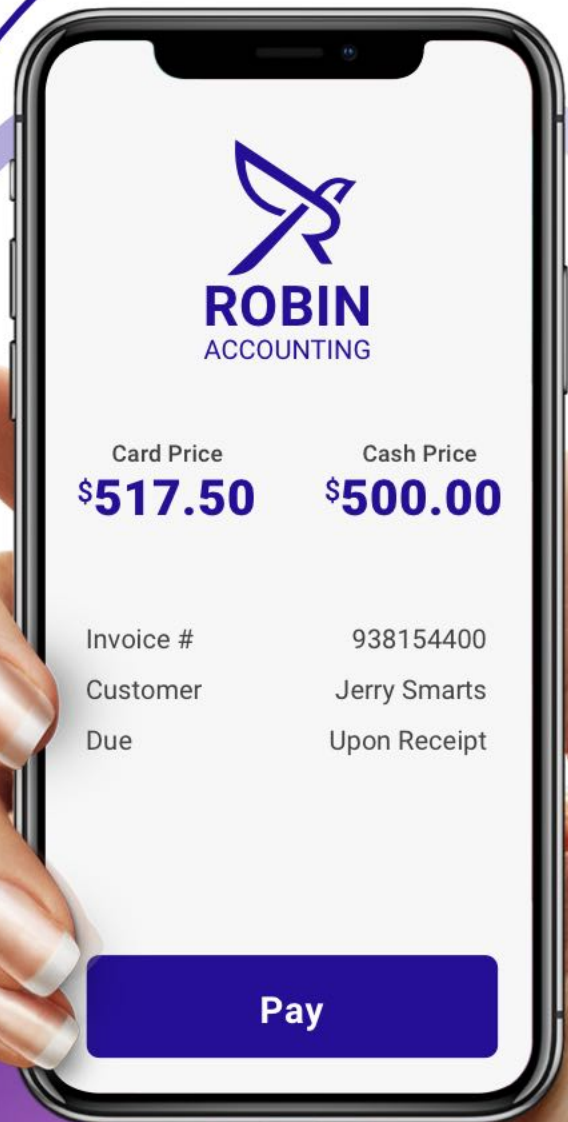 ROBIN
ACCOUNTING
Card Price Cash Price
$517.50 $500.00
Invoice # 938154400
Customer Jerry Smarts
Due Upon Receipt
Pay